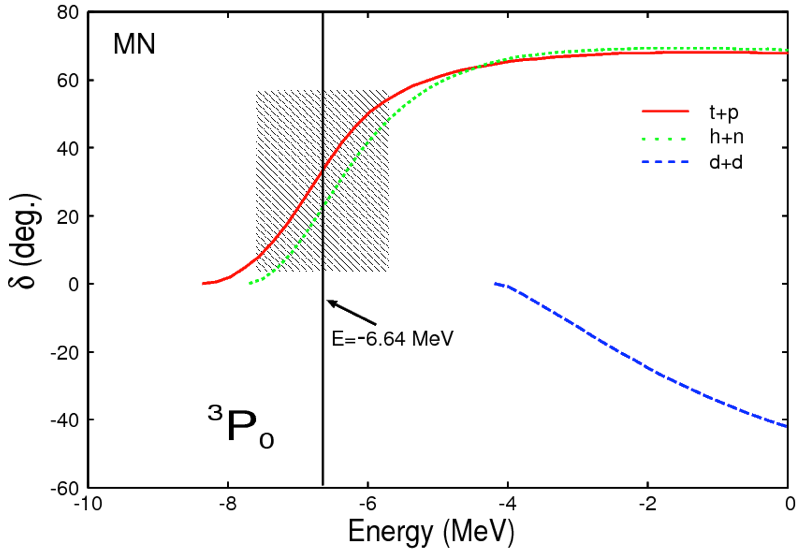 80
60
40
20
0
-20
-40
-60
δ (deg.)
MN
t+p
h+n
d+d
E=-6.64 MeV
³P₀
-10
-8
-6
-4
-2
0
Energy (MeV)